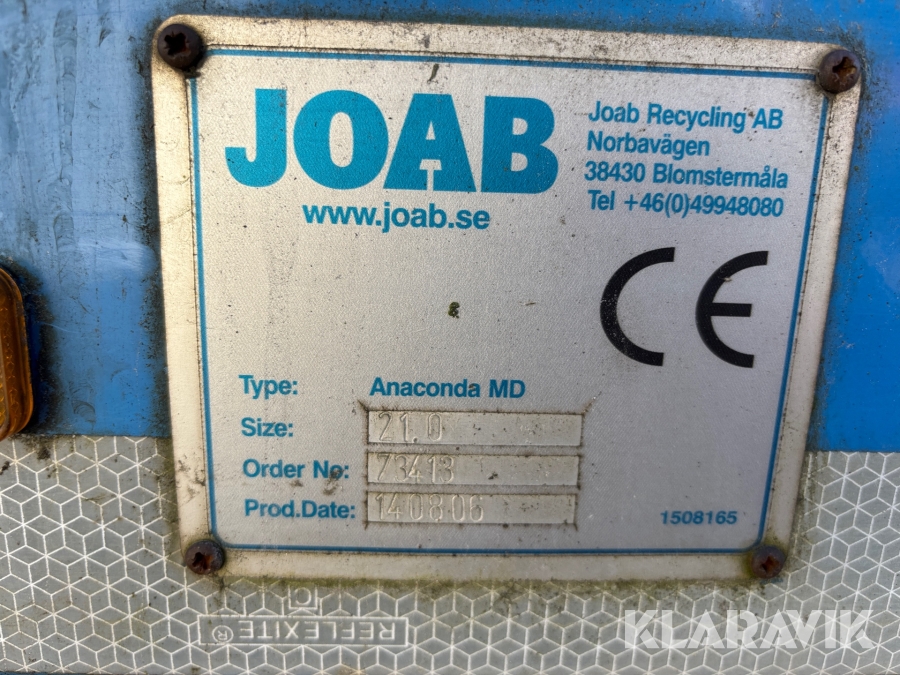 JOAB
www.joab.se
Joab Recycling AB
Norbavägen
38430 Blomstermåla
Tel +46(0)49948080
CE
Type: Anaconda MD
Size: 21.0
Order No: 73413
Prod.Date: 140806
1508165
REFLEXITE®
KLARAVIK